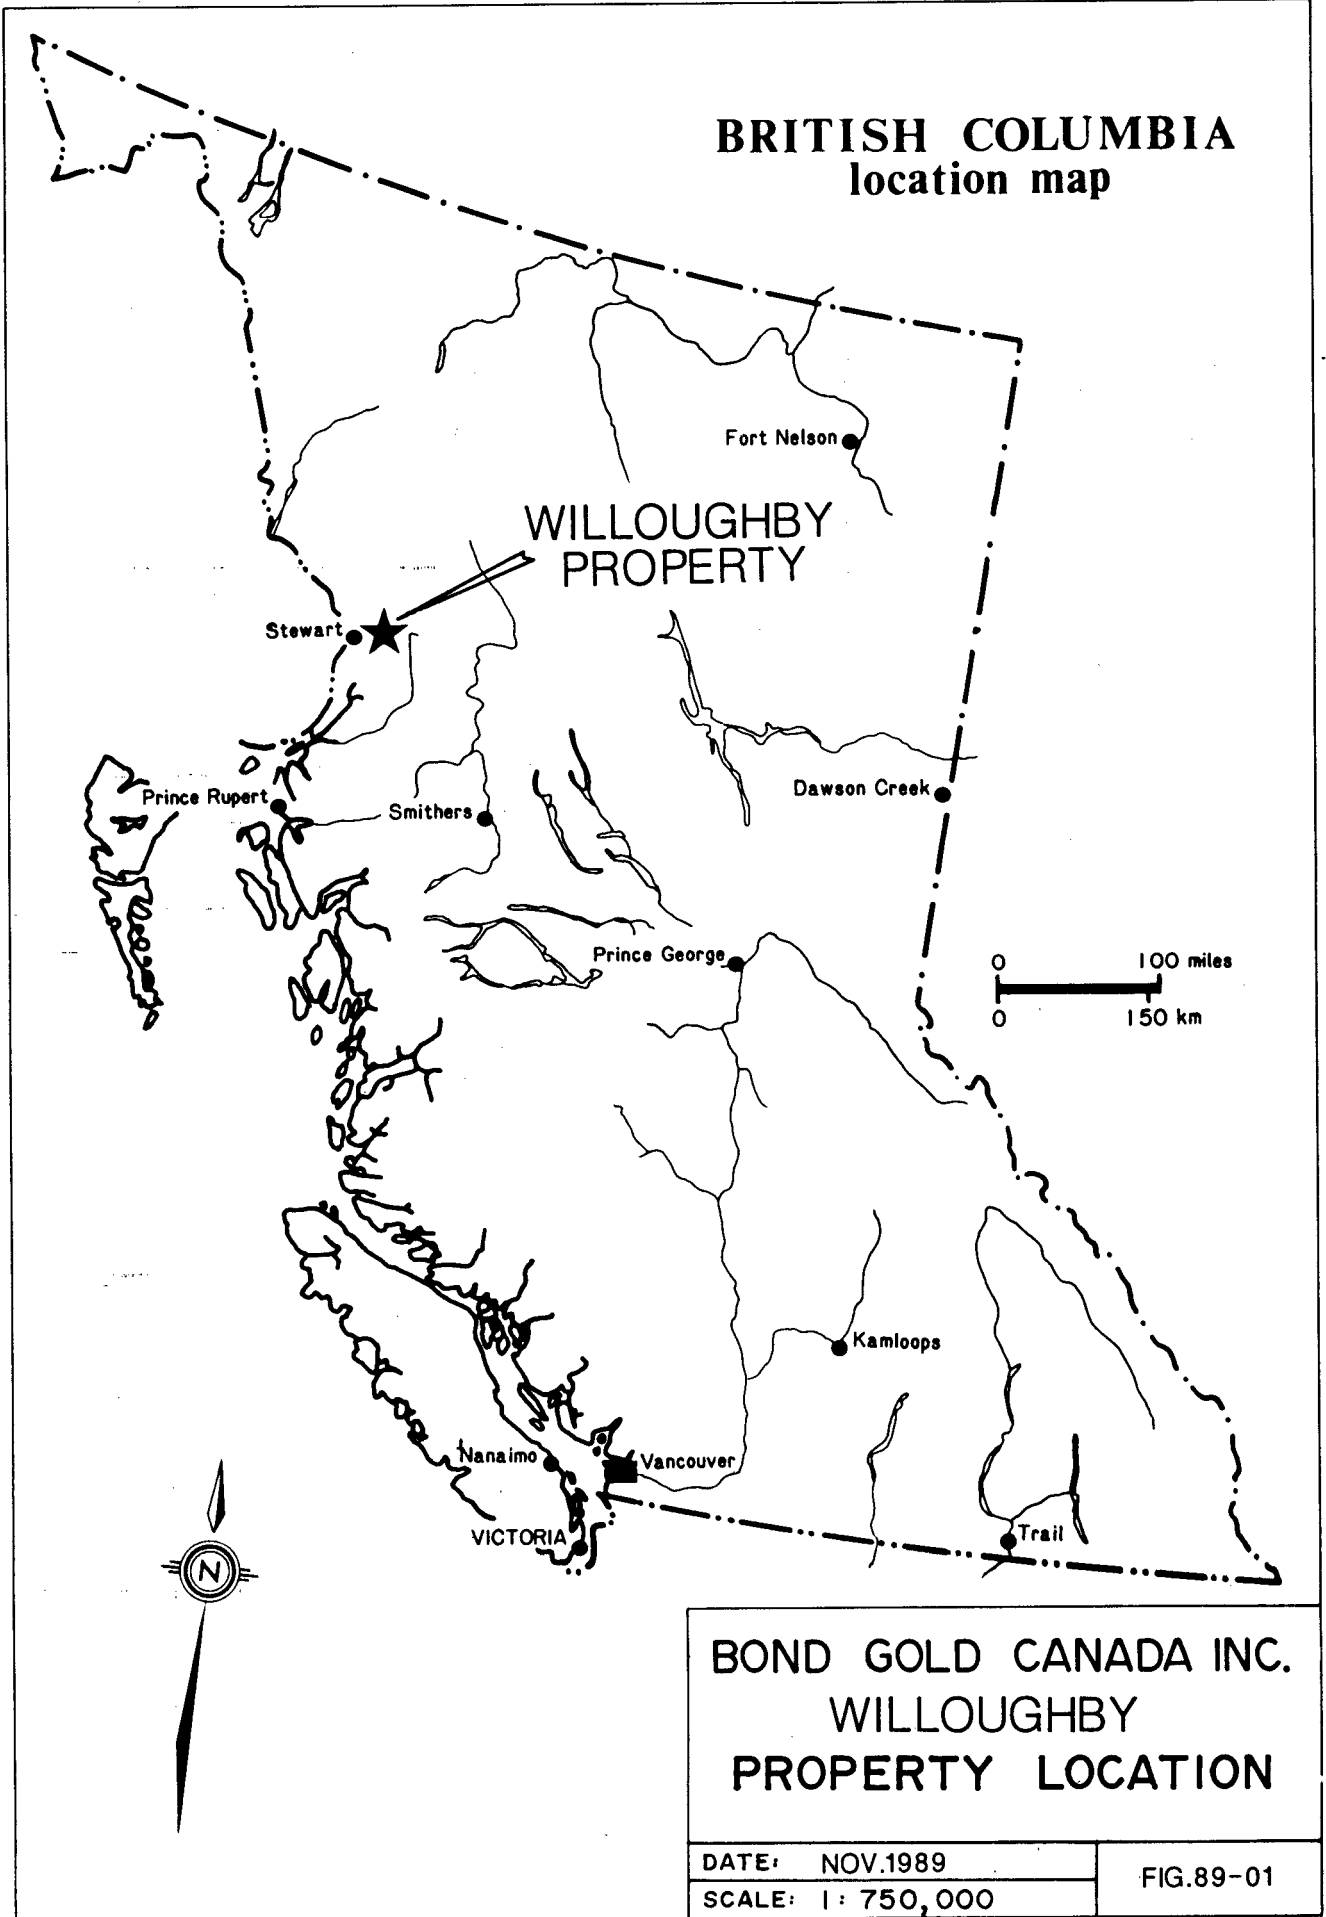 BRITISH COLUMBIA
location map
Fort Nelson
WILLOUGHBY
PROPERTY
Stewart
Dawson Creek
Prince Rupert
Smithers
Prince George
0 100 miles
0 150 km
Kamloops
Nanaimo
Vancouver
VICTORIA
Trail
N
BOND GOLD CANADA INC.
WILLOUGHBY
PROPERTY LOCATION
DATE: NOV.1989
FIG.89-01
SCALE: 1: 750,000